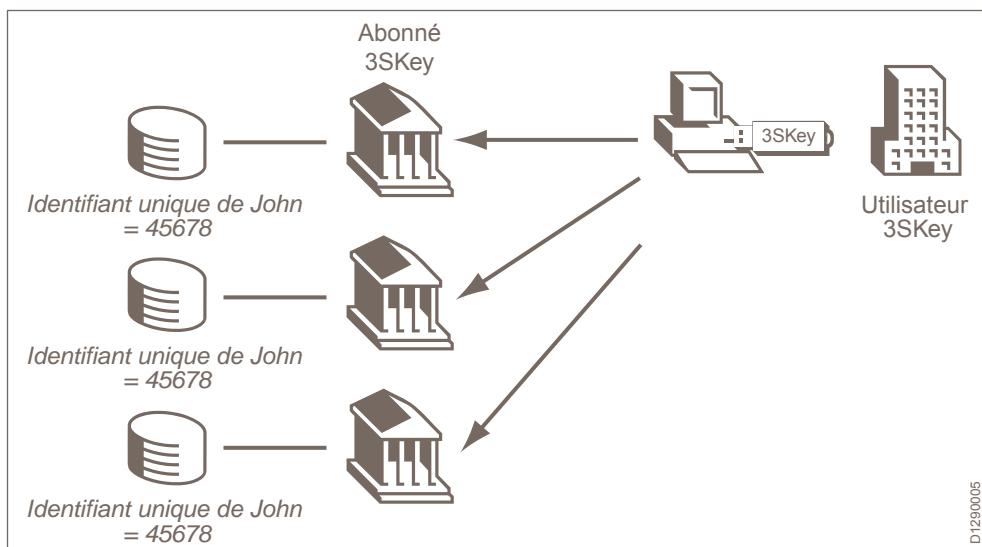 Abonné
3SKey
3SKey
Utilisateur
3SKey
Identifiant unique de John
= 45678
Identifiant unique de John
= 45678
Identifiant unique de John
= 45678
D1290005